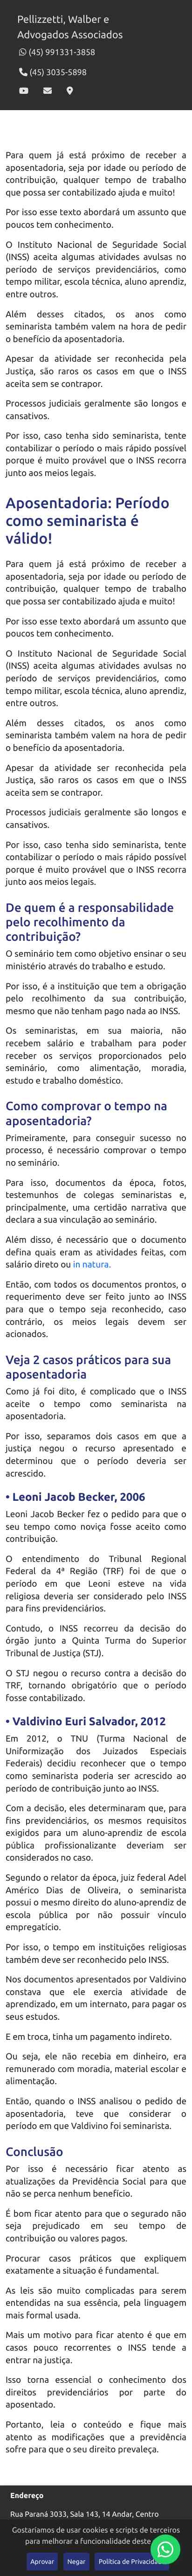 Pellizzetti, Walber e
Advogados Associados
(45) 991331-3858
(45) 3035-5898
Para quem já está próximo de receber a
aposentadoria, seja por idade ou período de
contribuição, qualquer tempo de trabalho
que possa ser contabilizado ajuda e muito!
Por isso esse texto abordará um assunto que
poucos tem conhecimento.
O Instituto Nacional de Seguridade Social
(INSS) aceita algumas atividades avulsas no
período de serviços previdenciários, como
tempo militar, escola técnica, aluno aprendiz,
entre outros.
Além desses citados, os anos como
seminarista também valem na hora de pedir
o benefício da aposentadoria.
Apesar da atividade ser reconhecida pela
Justiça, são raros os casos em que o INSS
aceita sem se contrapor.
Processos judiciais geralmente são longos e
cansativos.
Por isso, caso tenha sido seminarista, tente
contabilizar o período o mais rápido possível
porque é muito provável que o INSS recorra
junto aos meios legais.
Aposentadoria: Período
como seminarista é
válido!
Para quem já está próximo de receber a
aposentadoria, seja por idade ou período de
contribuição, qualquer tempo de trabalho
que possa ser contabilizado ajuda e muito!
Por isso esse texto abordará um assunto que
poucos tem conhecimento.
O Instituto Nacional de Seguridade Social
(INSS) aceita algumas atividades avulsas no
período de serviços previdenciários, como
tempo militar, escola técnica, aluno aprendiz,
entre outros.
Além desses citados, os anos como
seminarista também valem na hora de pedir
o benefício da aposentadoria.
Apesar da atividade ser reconhecida pela
Justiça, são raros os casos em que o INSS
aceita sem se contrapor.
Processos judiciais geralmente são longos e
cansativos.
Por isso, caso tenha sido seminarista, tente
contabilizar o período o mais rápido possível
porque é muito provável que o INSS recorra
junto aos meios legais.
De quem é a responsabilidade
pelo recolhimento da
contribuição?
O seminário tem como objetivo ensinar o seu
ministério através do trabalho e estudo.
Por isso, é a instituição que tem a obrigação
pelo recolhimento da sua contribuição,
mesmo que não tenham pago nada ao INSS.
Os seminaristas, em sua maioria, não
recebem salário e trabalham para poder
receber os serviços proporcionados pelo
seminário, como alimentação, moradia,
estudo e trabalho doméstico.
Como comprovar o tempo na
aposentadoria?
Primeiramente, para conseguir sucesso no
processo, é necessário comprovar o tempo
no seminário.
Para isso, documentos da época, fotos,
testemunhos de colegas seminaristas e,
principalmente, uma certidão narrativa que
declara a sua vinculação ao seminário.
Além disso, é necessário que o documento
defina quais eram as atividades feitas, com
salário direto ou in natura.
Então, com todos os documentos prontos, o
requerimento deve ser feito junto ao INSS
para que o tempo seja reconhecido, caso
contrário, os meios legais devem ser
acionados.
Veja 2 casos práticos para sua
aposentadoria
Como já foi dito, é complicado que o INSS
aceite o tempo como seminarista na
aposentadoria.
Por isso, separamos dois casos em que a
justiça negou o recurso apresentado e
determinou que o período deveria ser
acrescido.
• Leoni Jacob Becker, 2006
Leoni Jacob Becker fez o pedido para que o
seu tempo como noviça fosse aceito como
contribuição.
O entendimento do Tribunal Regional
Federal da 4ª Região (TRF) foi de que o
período em que Leoni esteve na vida
religiosa deveria ser considerado pelo INSS
para fins previdenciários.
Contudo, o INSS recorreu da decisão do
órgão junto a Quinta Turma do Superior
Tribunal de Justiça (STJ).
O STJ negou o recurso contra a decisão do
TRF, tornando obrigatório que o período
fosse contabilizado.
• Valdivino Euri Salvador, 2012
Em 2012, o TNU (Turma Nacional de
Uniformização dos Juizados Especiais
Federais) decidiu reconhecer que o tempo
como seminarista poderia ser acrescido ao
período de contribuição junto ao INSS.
Com a decisão, eles determinaram que, para
fins previdenciários, os mesmos requisitos
exigidos para um aluno-aprendiz de escola
pública profissionalizante deveriam ser
considerados no caso.
Segundo o relator da época, juiz federal Adel
Américo Dias de Oliveira, o seminarista
possui o mesmo direito do aluno-aprendiz de
escola pública por não possuir vínculo
empregatício.
Por isso, o tempo em instituições religiosas
também deve ser reconhecido pelo INSS.
Nos documentos apresentados por Valdivino
constava que ele exercia atividade de
aprendizado, em um internato, para pagar os
seus estudos.
E em troca, tinha um pagamento indireto.
Ou seja, ele não recebia em dinheiro, era
remunerado com moradia, material escolar e
alimentação.
Então, quando o INSS analisou o pedido de
aposentadoria, teve que considerar o
período em que Valdivino foi seminarista.
Conclusão
Por isso é necessário ficar atento as
atualizações da Previdência Social para que
não se perca nenhum benefício.
É bom ficar atento para que o segurado não
seja prejudicado em seu tempo de
contribuição ou valores pagos.
Procurar casos práticos que expliquem
exatamente a situação é fundamental.
As leis são muito complicadas para serem
entendidas na sua essência, pela linguagem
mais formal usada.
Mais um motivo para ficar atento é que em
casos pouco recorrentes o INSS tende a
entrar na justiça.
Isso torna essencial o conhecimento dos
direitos previdenciários por parte do
aposentado.
Portanto, leia o conteúdo e fique mais
atento as modificações que a previdência
sofre para que o seu direito prevaleça.
Endereço
Rua Paraná 3033, Sala 143, 14 Andar, Centro
Gostaríamos de usar cookies e scripts de terceiros
para melhorar a funcionalidade deste
Aprovar Negar Política de